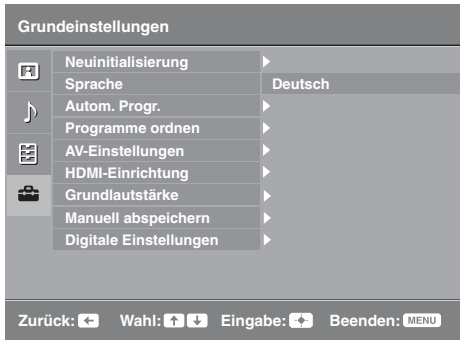 Grundeinstellungen
Neuinitialisierung
Sprache Deutsch
Autom. Progr.
Programme ordnen
AV-Einstellungen
HDMI-Einrichtung
Grundlautstärke
Manuell abspeichern
Digitale Einstellungen
Zurück: Wahl: Eingabe: Beenden: MENU